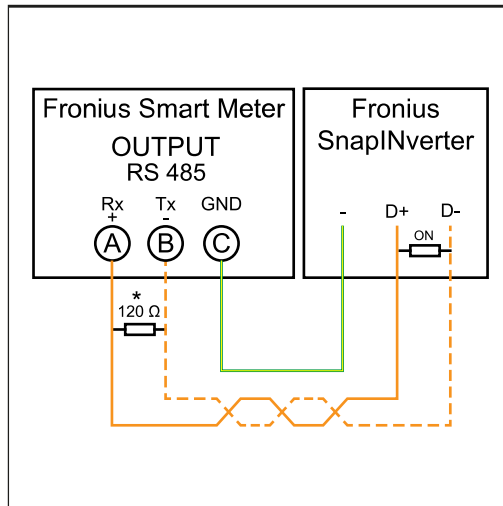 Fronius Smart Meter
OUTPUT
RS 485
Rx Tx GND
+ -
A B C
*
120 Ω
Fronius
SnapINverter
- D+ D-
ON